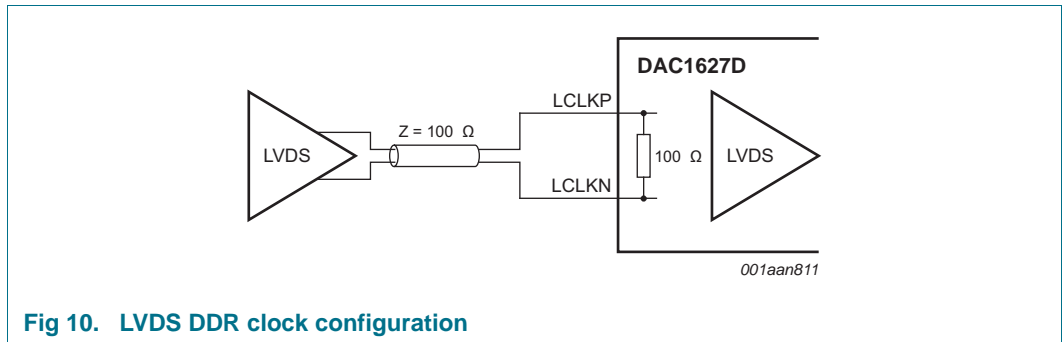 DAC1627D
LCLKP
Z = 100 Ω
LVDS
100 Ω
LVDS
LCLKN
001aan811
Fig 10. LVDS DDR clock configuration